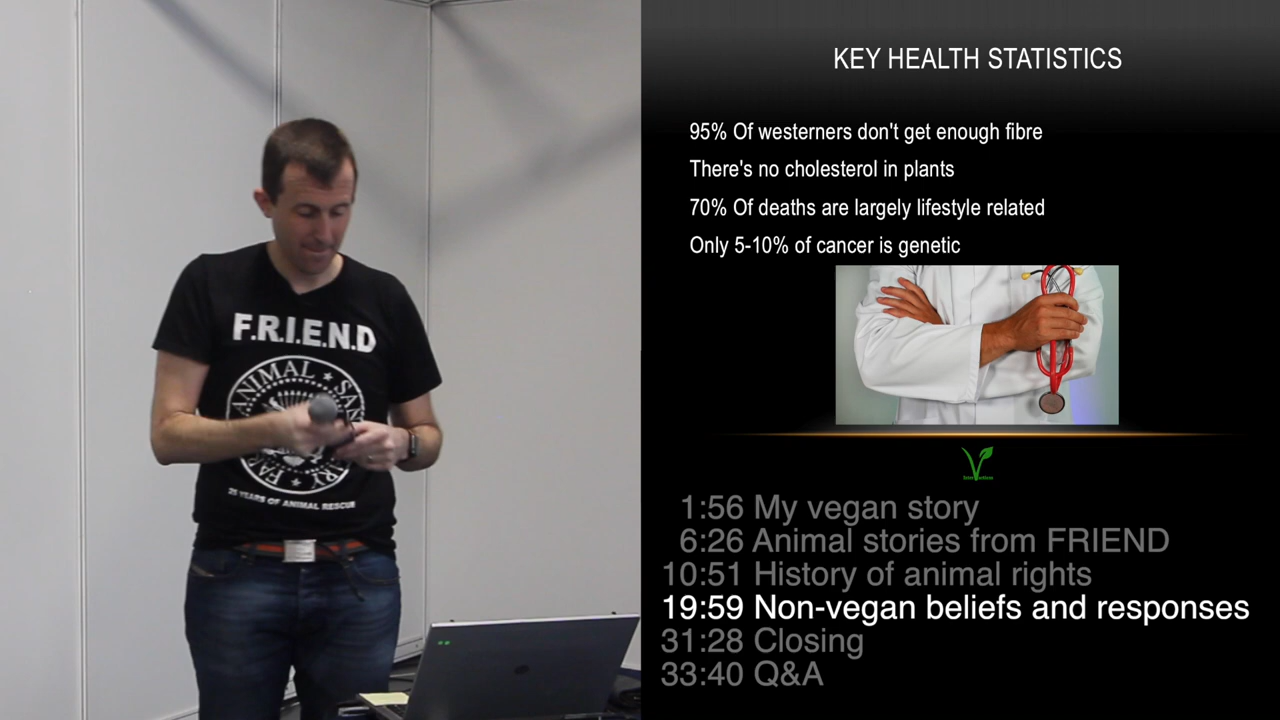 F.R.I.E.N.D
ANIMAL SAN
FAR
RY
25 YEARS OF ANIMAL RESCUE
KEY HEALTH STATISTICS
95% Of westerners don't get enough fibre
There's no cholesterol in plants
70% Of deaths are largely lifestyle related
Only 5-10% of cancer is genetic
1:56 My vegan story
6:26 Animal stories from FRIEND
10:51 History of animal rights
19:59 Non-vegan beliefs and responses
31:28 Closing
33:40 Q&A